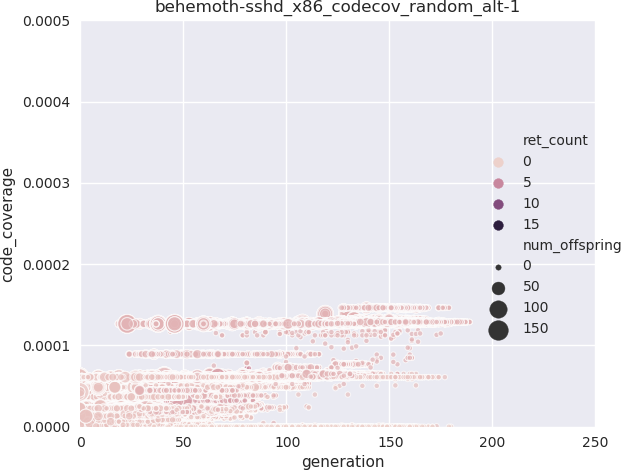 behemoth-sshd_x86_codecov_random_alt-1
0.0005
0.0004
0.0003
0.0002
0.0001
0.0000
code_coverage
ret_count
0
5
10
15
num_offspring
0
50
100
150
0 50 100 150 200 250
generation